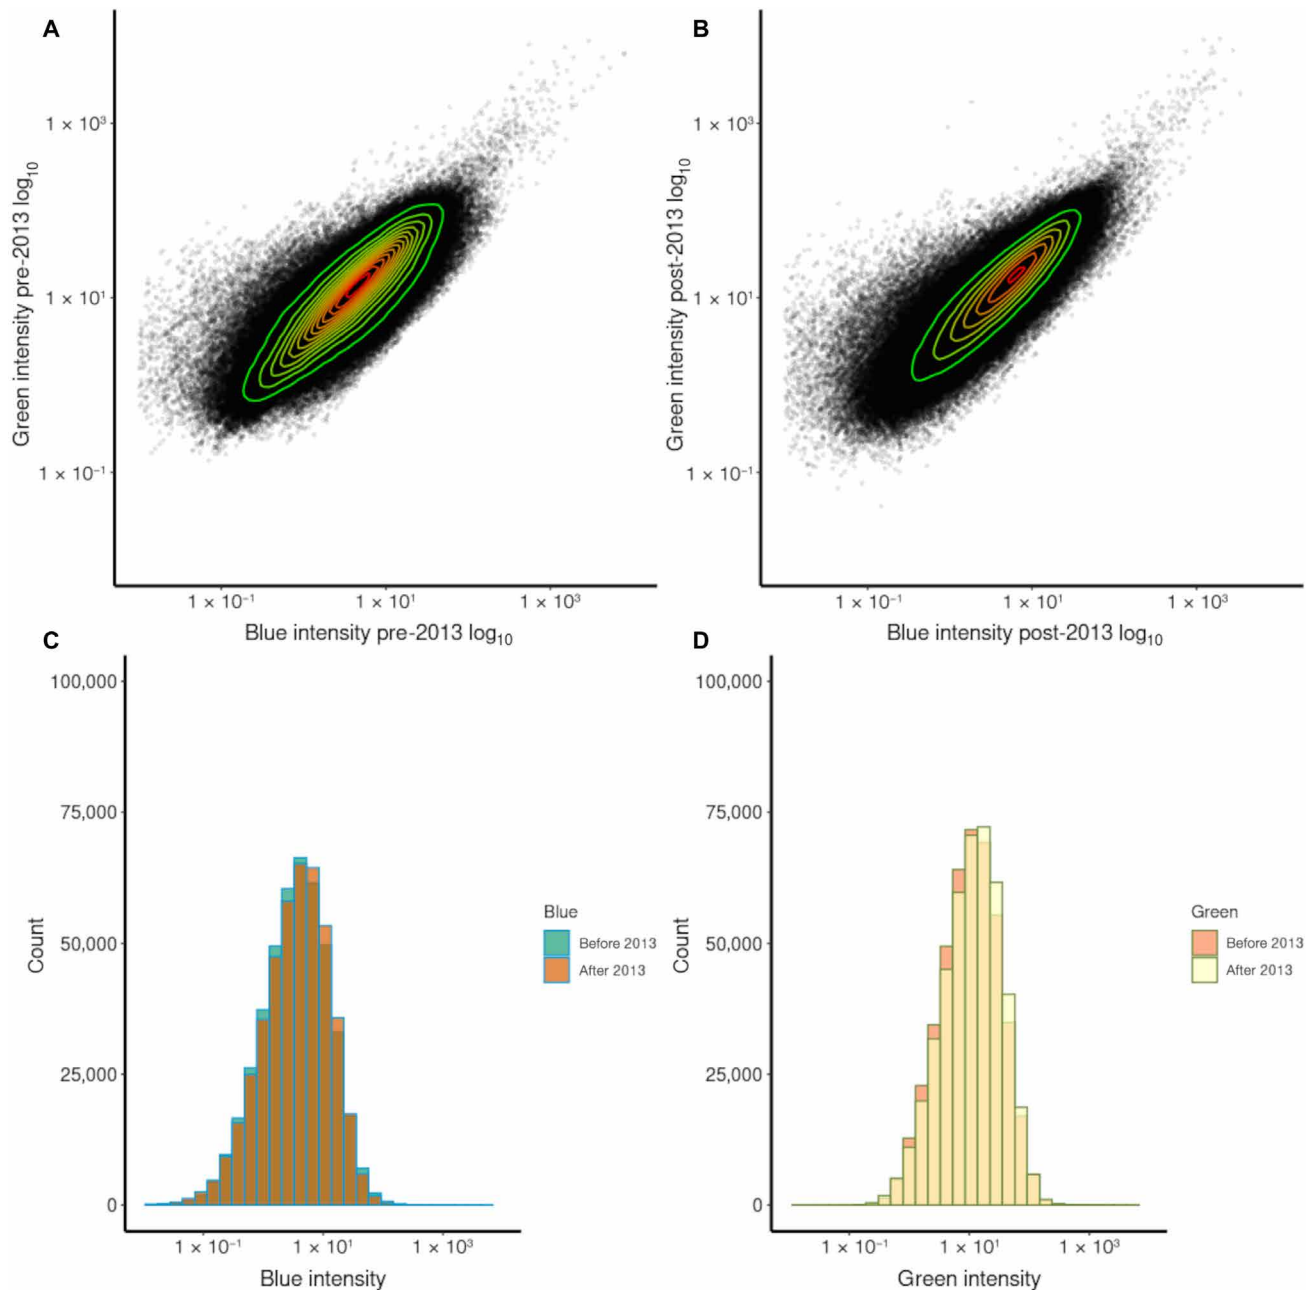 A
B
Green intensity pre-2013 log₁₀
1 × 10³
1 × 10¹
1 × 10⁻¹
1 × 10⁻¹ 1 × 10¹ 1 × 10³
Blue intensity pre-2013 log₁₀
Green intensity post-2013 log₁₀
1 × 10³
1 × 10¹
1 × 10⁻¹
1 × 10⁻¹ 1 × 10¹ 1 × 10³
Blue intensity post-2013 log₁₀
C
D
Count
100,000
75,000
50,000
25,000
0
1 × 10⁻¹ 1 × 10¹ 1 × 10³
Blue intensity
Blue
Before 2013
After 2013
Count
100,000
75,000
50,000
25,000
0
1 × 10⁻¹ 1 × 10¹ 1 × 10³
Green intensity
Green
Before 2013
After 2013